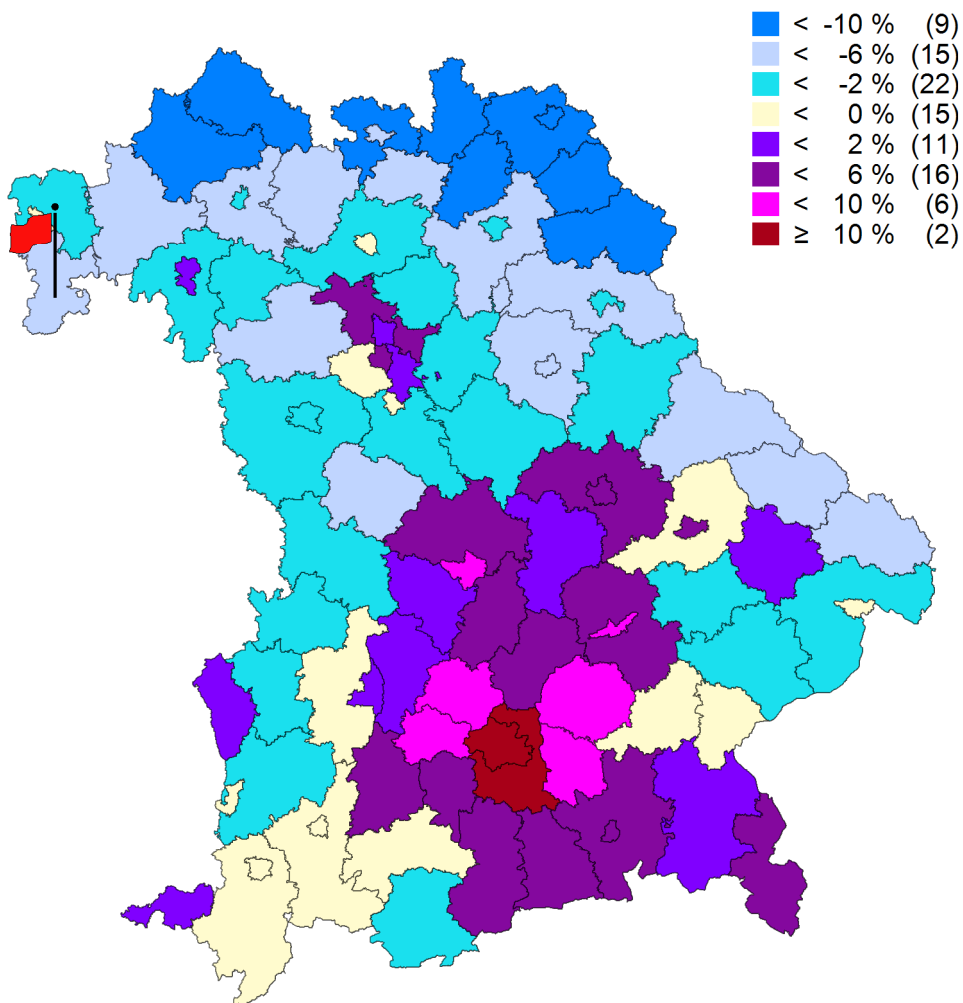 < -10 % (9)
< -6 % (15)
< -2 % (22)
< 0 % (15)
< 2 % (11)
< 6 % (16)
< 10 % (6)
≥ 10 % (2)